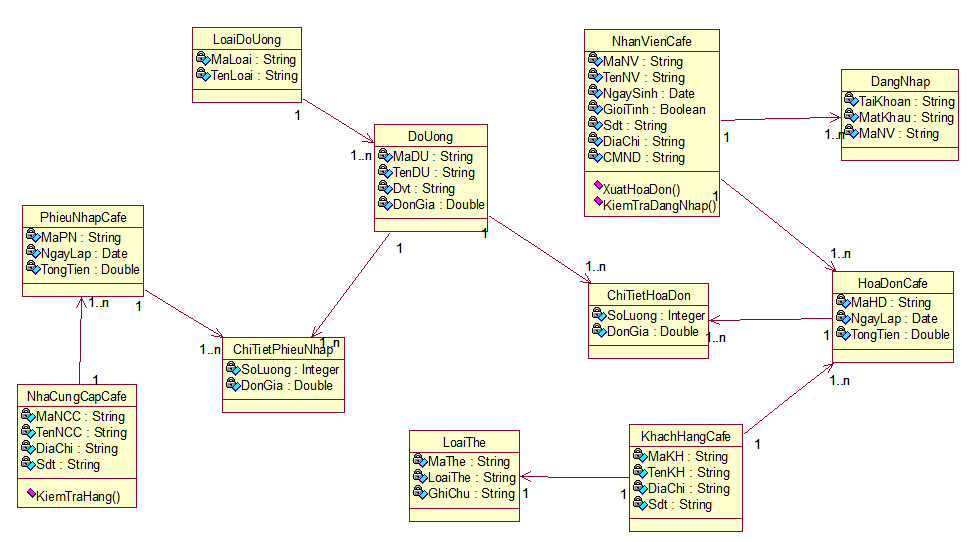 LoaiDoUong
MaLoai : String
TenLoai : String
1
1..n
DoUong
MaDU : String
TenDU : String
Dvt : String
DonGia : Double
1
1
NhanVienCafe
MaNV : String
TenNV : String
NgaySinh : Date
GioiTinh : Boolean
Sdt : String
DiaChi : String
CMND : String
XuatHoaDon()
KiemTraDangNhap()
1
1
DangNhap
TaiKhoan : String
MatKhau : String
MaNV : String
1..n
PhieuNhapCafe
MaPN : String
NgayLap : Date
TongTien : Double
1..n
1
ChiTietPhieuNhap
SoLuong : Integer
DonGia : Double
1..n
1..n
ChiTietHoaDon
SoLuong : Integer
DonGia : Double
1..n
1..n
HoaDonCafe
MaHD : String
NgayLap : Date
TongTien : Double
1..n
1
1..n
NhaCungCapCafe
MaNCC : String
TenNCC : String
DiaChi : String
Sdt : String
KiemTraHang()
1
LoaiThe
MaThe : String
LoaiThe : String
GhiChu : String
1
KhachHangCafe
MaKH : String
TenKH : String
DiaChi : String
Sdt : String
1
1